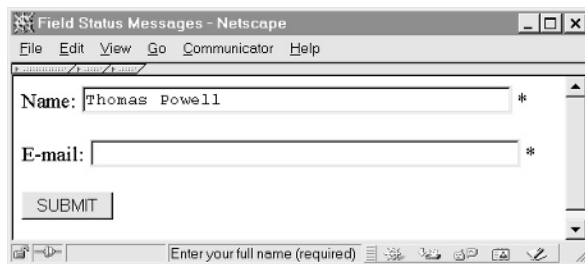 Field Status Messages - Netscape
File Edit View Go Communicator Help
Name: Thomas Powell *
E-mail: *
SUBMIT
Enter your full name (required)